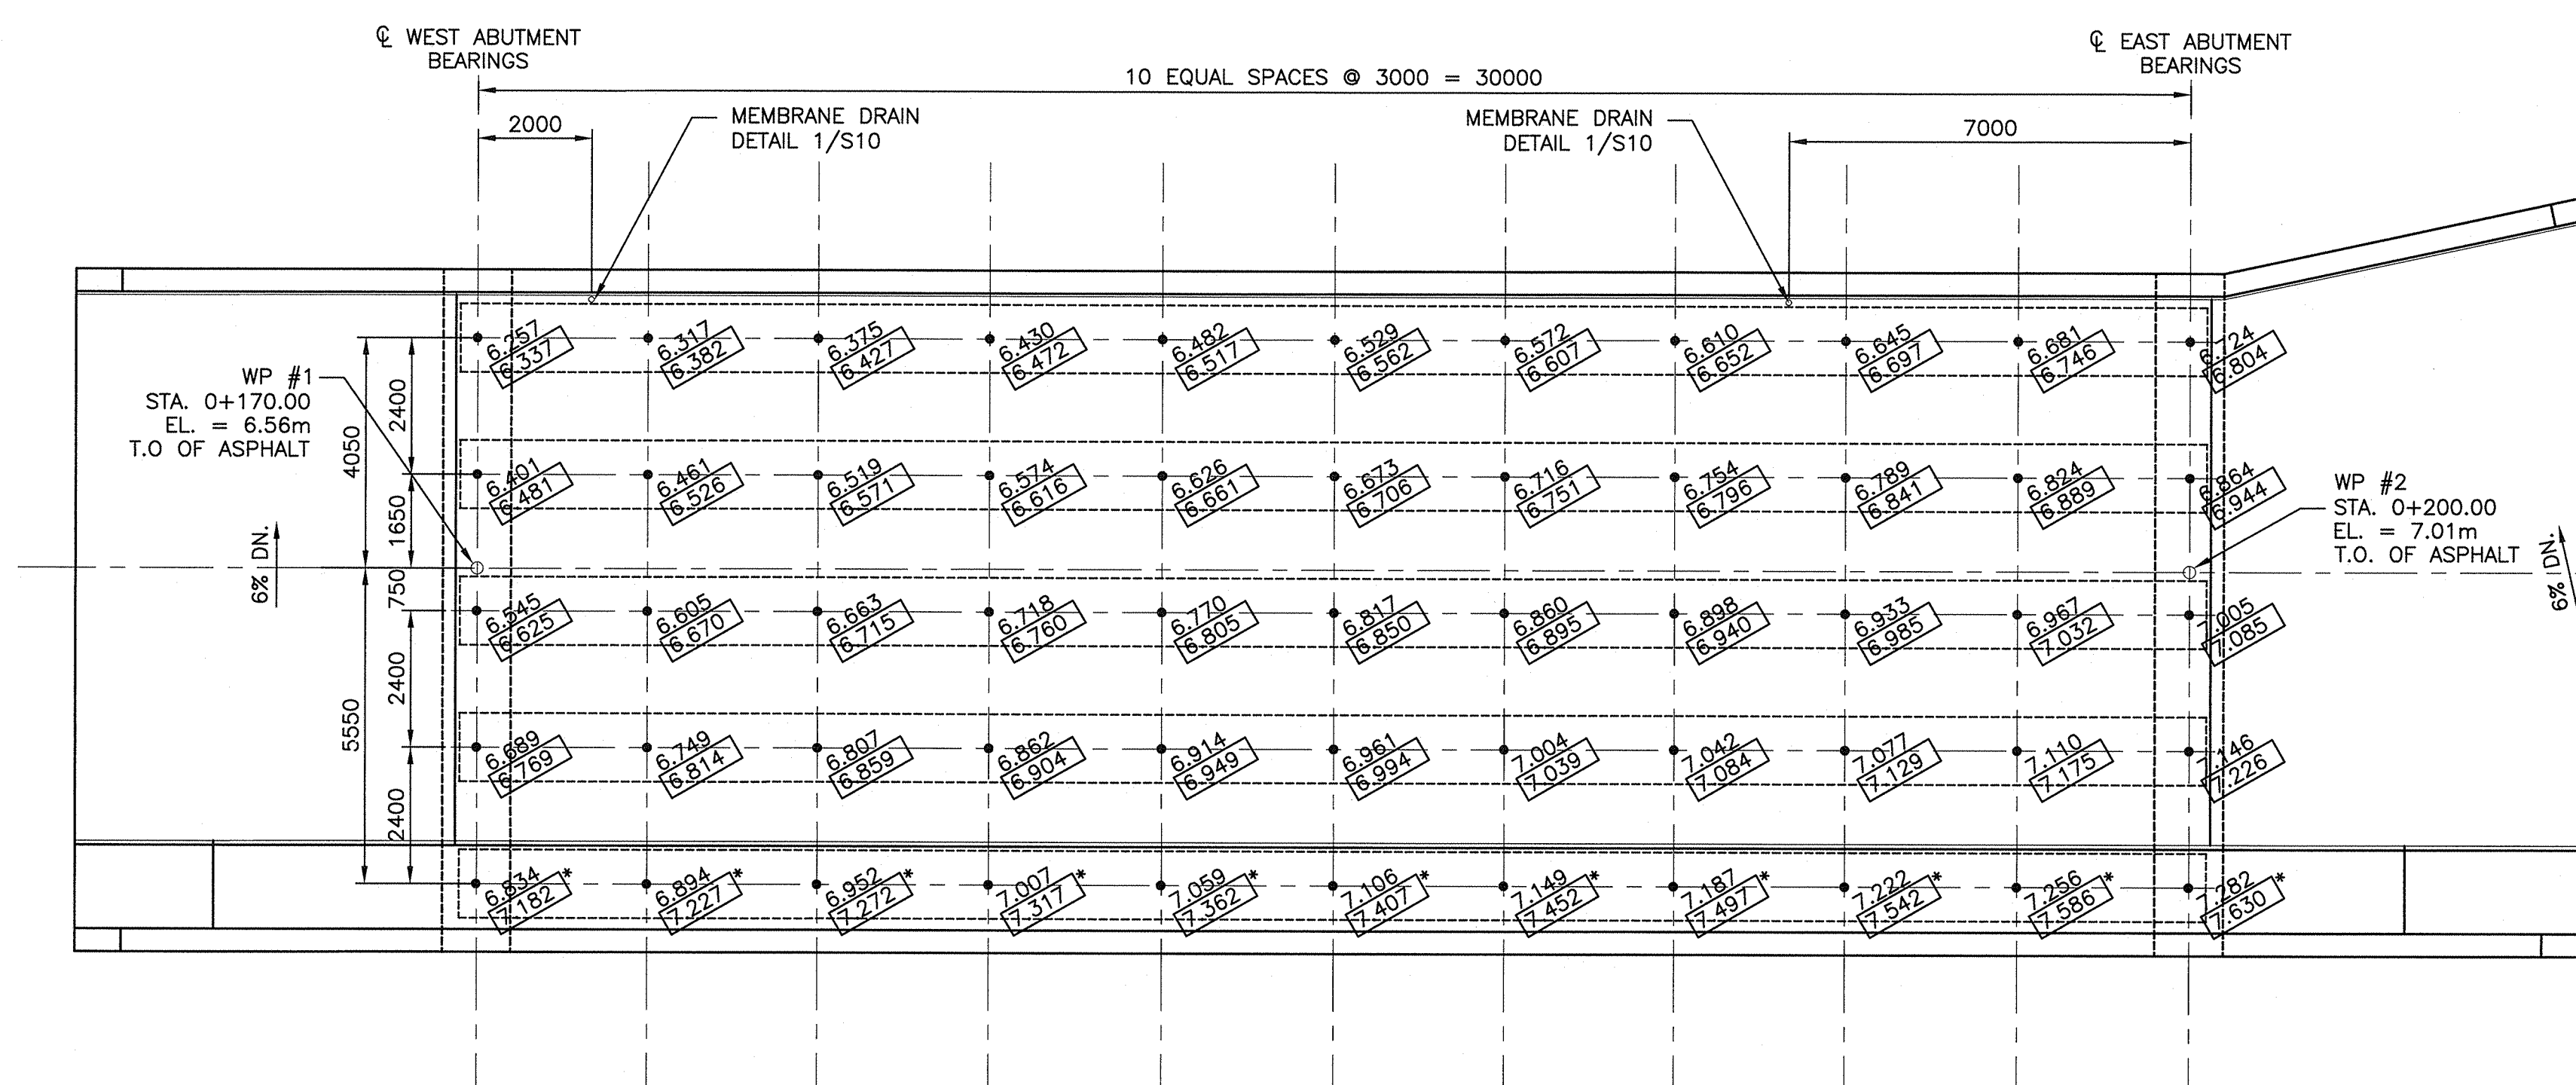 ℄ WEST ABUTMENT
BEARINGS
℄ EAST ABUTMENT
BEARINGS
10 EQUAL SPACES @ 3000 = 30000
2000
MEMBRANE DRAIN
DETAIL 1/S10
MEMBRANE DRAIN
DETAIL 1/S10
7000
6.257 6.317 6.375 6.430 6.482 6.529 6.572 6.610 6.645 6.681
6.337 6.382 6.427 6.472 6.517 6.562 6.607 6.652 6.697 6.746 6.804
WP #1
STA. 0+170.00
EL. = 6.56m
T.O OF ASPHALT
2400
4050
1650
6.401 6.461 6.519 6.574 6.626 6.673 6.716 6.754 6.789 6.824 6.864
6.481 6.526 6.571 6.616 6.661 6.706 6.751 6.796 6.841 6.889 6.944
WP #2
STA. 0+200.00
EL. = 7.01m
T.O. OF ASPHALT
6% DN.
6% DN.
750
6.545 6.605 6.663 6.718 6.770 6.817 6.860 6.898 6.933 6.967 7.005
6.625 6.670 6.715 6.760 6.805 6.850 6.895 6.940 6.985 7.032 7.085
2400
5550
6.689 6.749 6.807 6.862 6.914 6.961 7.004 7.042 7.077 7.110 7.146
6.769 6.814 6.859 6.904 6.949 6.994 7.039 7.084 7.129 7.175 7.226
2400
6.834 6.894 6.952 7.007 7.059 7.106 7.149 7.187 7.222 7.256 7.282
7.182* 7.227* 7.272* 7.317* 7.362* 7.407* 7.452* 7.497* 7.542* 7.586* 7.630*